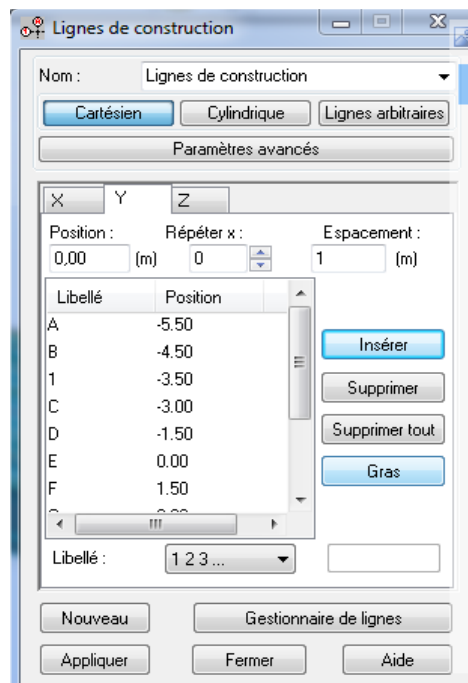 Lignes de construction
Nom : Lignes de construction
Cartésien Cylindrique Lignes arbitraires
Paramètres avancés
X Y Z
Position : Répéter x : Espacement :
0,00 (m) 0 1 (m)
Libellé Position
A -5.50
B -4.50
1 -3.50
C -3.00
D -1.50
E 0.00
F 1.50
Insérer
Supprimer
Supprimer tout
Gras
Libellé : 1 2 3 ...
Nouveau Gestionnaire de lignes
Appliquer Fermer Aide